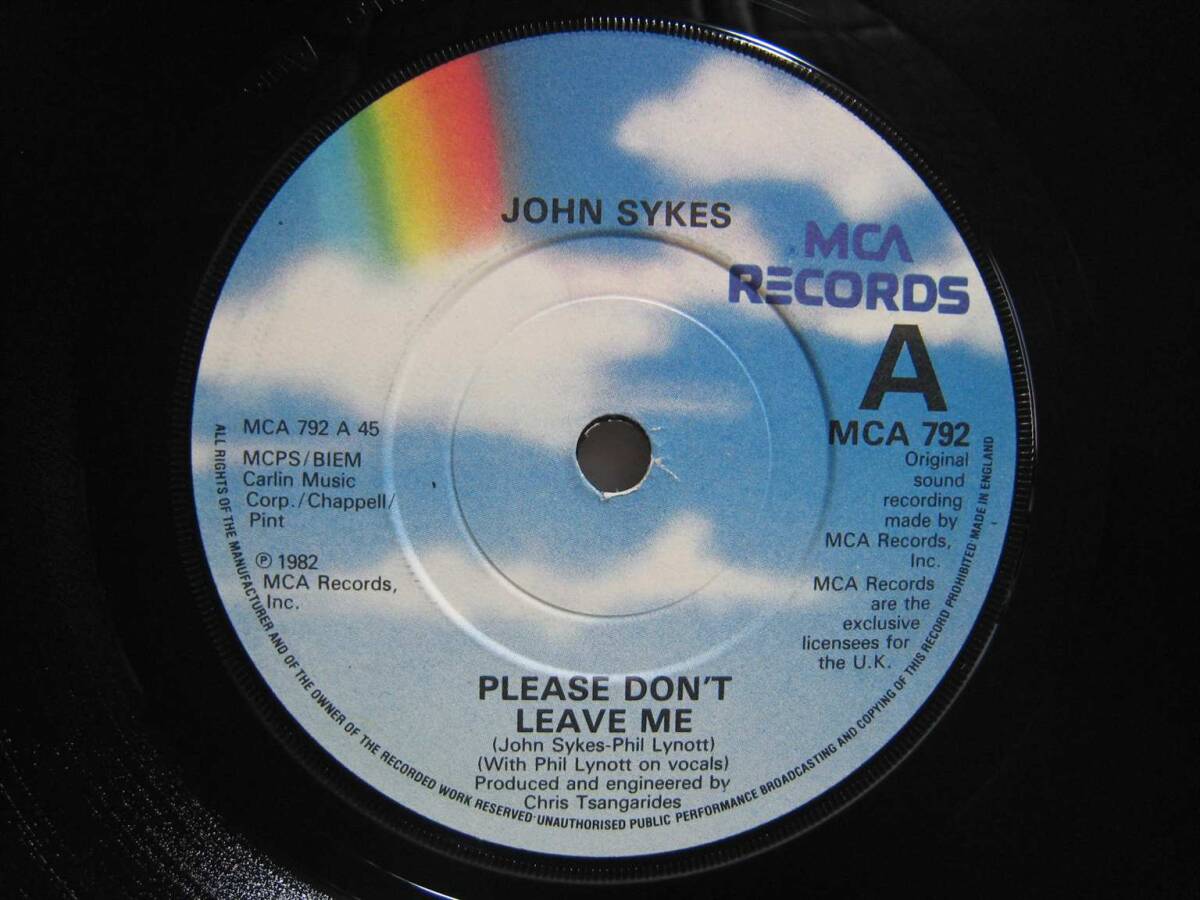 JOHN SYKES
MCA
RECORDS
A
MCA 792
Original
sound
recording
made by
MCA Records,
Inc.
MCA Records
are the
exclusive
licensees for
the U.K.
MCA 792 A 45
MCPS/BIEM
Carlin Music
Corp./Chappell/
Pint
℗ 1982
MCA Records,
Inc.
PLEASE DON'T
LEAVE ME
(John Sykes-Phil Lynott)
(With Phil Lynott on vocals)
Produced and engineered by
Chris Tsangarides
ALL RIGHTS OF THE MANUFACTURER AND OF THE OWNER OF THE RECORDED WORK RESERVED·UNAUTHORISED PUBLIC PERFORMANCE BROADCASTING AND COPYING OF THIS RECORD PROHIBITED·MADE IN ENGLAND